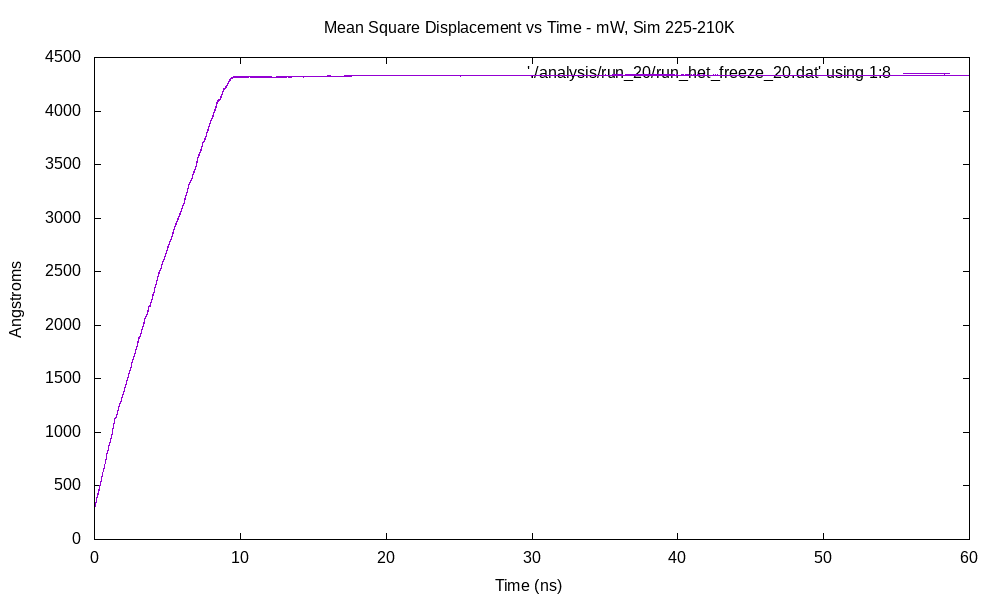 Mean Square Displacement vs Time - mW, Sim 225-210K
4500
'./analysis/run_20/run_het_freeze_20.dat' using 1:8
4000
3500
3000
2500
Angstroms
2000
1500
1000
500
0
0 10 20 30 40 50 60
Time (ns)